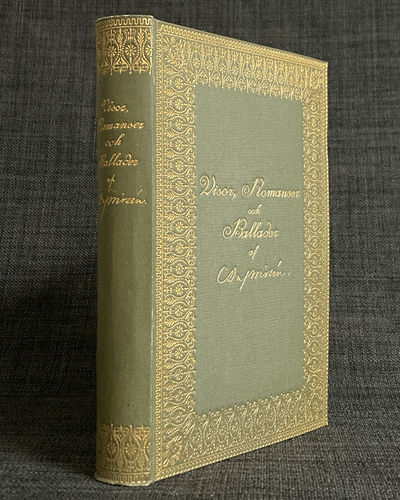 Visor,
Romanser
och
Ballader
af
Visor, Romanser
och
Ballader
af